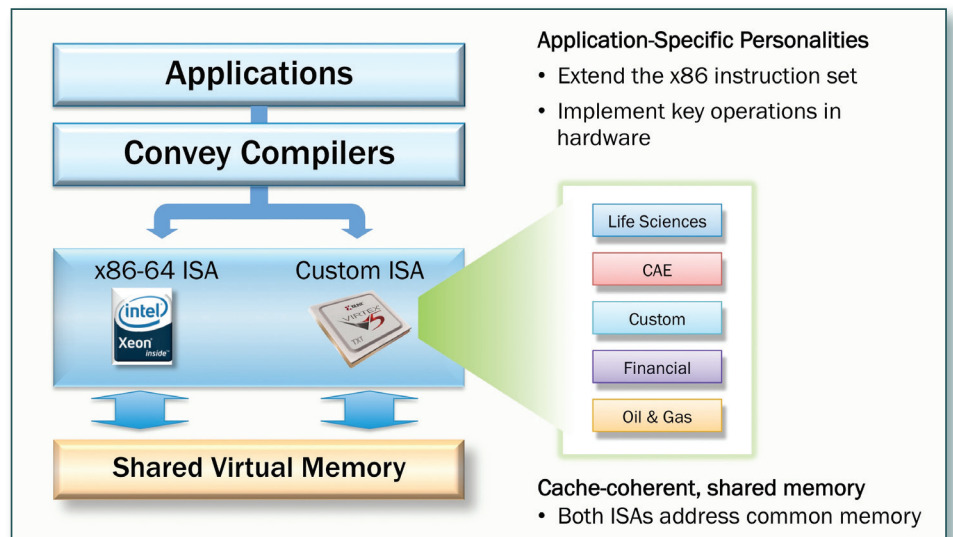 Applications
Convey Compilers
x86-64 ISA
Custom ISA
intel
Xeon
inside
XILINX
VIRTEX
5
TXT
Shared Virtual Memory
Application-Specific Personalities
• Extend the x86 instruction set
• Implement key operations in
hardware
Life Sciences
CAE
Custom
Financial
Oil & Gas
Cache-coherent, shared memory
• Both ISAs address common memory